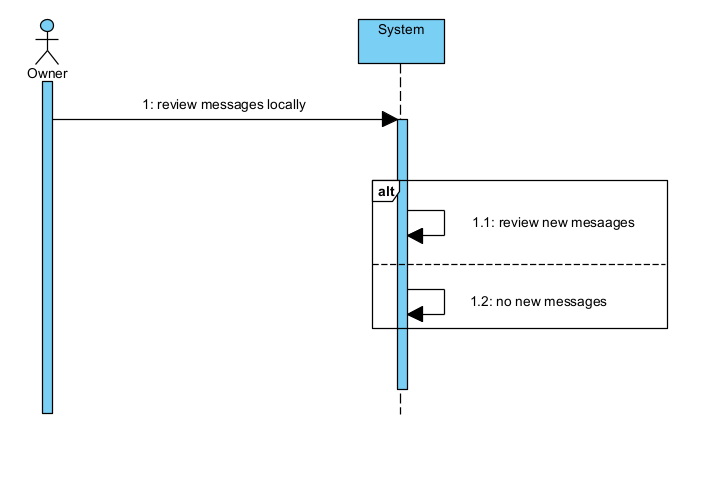 System
Owner
1: review messages locally
alt
1.1: review new mesaages
1.2: no new messages